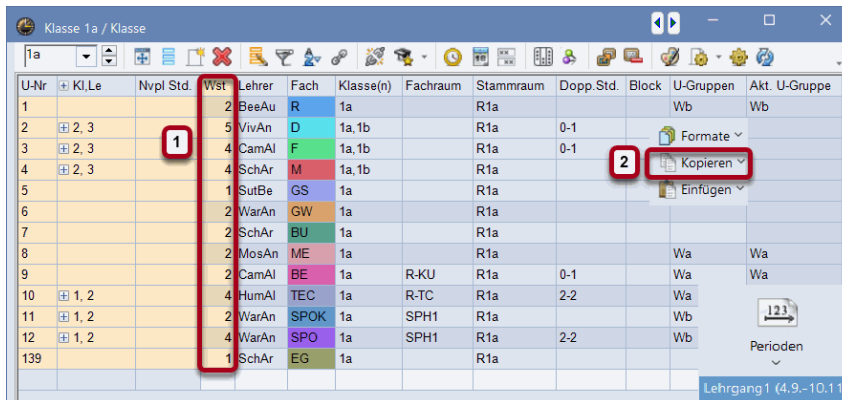 Klasse 1a / Klasse
1a
U-Nr Kl,Le Nvpl Std. Wst Lehrer Fach Klasse(n) Fachraum Stammraum Dopp.Std. Block U-Gruppen Akt. U-Gruppe
1 2 BeeAu R 1a R1a Wb Wb
2 2, 3 5 VivAn D 1a,1b R1a 0-1
Formate
1
3 2, 3 4 CamAl F 1a,1b R1a 0-1
2 Kopieren
4 2, 3 4 SchAr M 1a,1b R1a
5 1 SutBe GS 1a R1a
Einfügen
6 2 WarAn GW 1a R1a
7 2 SchAr BU 1a R1a
8 2 MosAn ME 1a R1a Wa Wa
9 2 CamAl BE 1a R-KU R1a 0-1 Wa Wa
10 1, 2 4 HumAl TEC 1a R-TC R1a 2-2 Wa
11 1, 2 2 WarAn SPOK 1a SPH1 R1a Wb
123
12 1, 2 4 WarAn SPO 1a SPH1 R1a 2-2 Wb
Perioden
139 1 SchAr EG 1a R1a
Lehrgang1 (4.9.-10.11